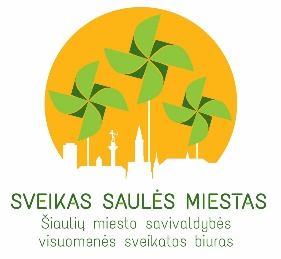 SVEIKAS SAULĖS MIESTAS
Šiaulių miesto savivaldybės
visuomenės sveikatos biuras